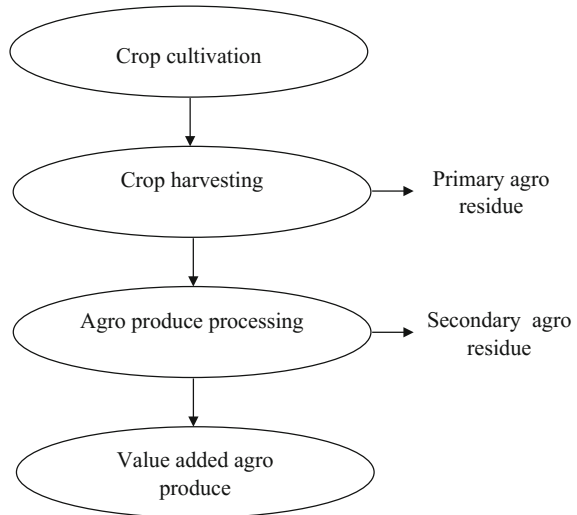 Crop cultivation
Crop harvesting
Primary agro
residue
Agro produce processing
Secondary agro
residue
Value added agro
produce